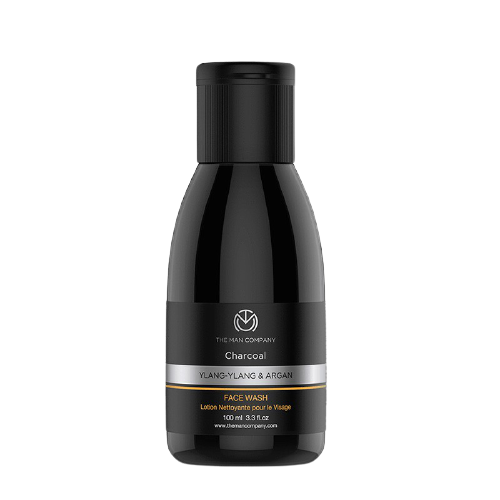 THE MAN COMPANY
Charcoal
YLANG-YLANG & ARGAN
FACE WASH
Lotion Nettoyante pour le Visage
100 ml 3.3 fl.oz
www.themancompany.com